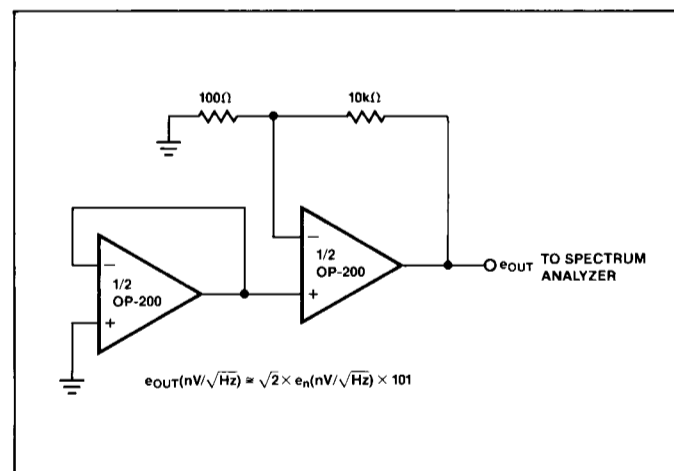 100Ω
10kΩ
−
1/2
OP-200
+
−
1/2
OP-200
+
eOUT TO SPECTRUM
ANALYZER
eOUT(nV/√Hz) ≅ √2 × en(nV/√Hz) × 101